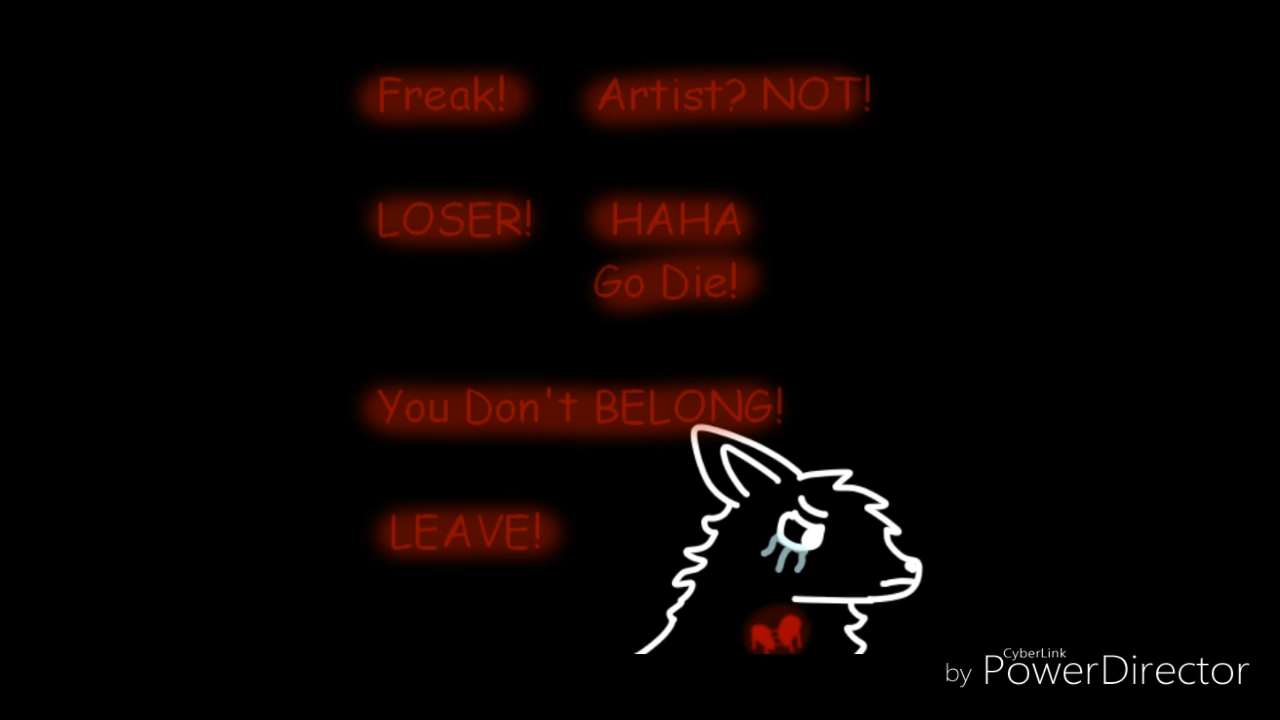 Freak!
Artist? NOT!
LOSER!
HAHA
Go Die!
You Don't BELONG!
LEAVE!
by CyberLink PowerDirector